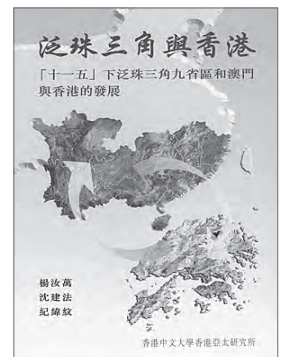 泛珠三角與香港
「十一五」下泛珠三角九省區和澳門
與香港的發展
楊汝萬
沈建法
紀緯紋
香港中文大學香港亞太研究所